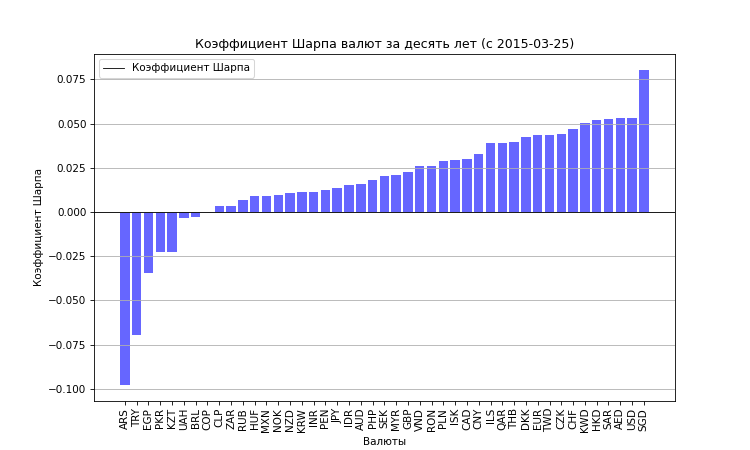 Коэффициент Шарпа валют за десять лет (с 2015-03-25)
Коэффициент Шарпа
0.075
0.050
0.025
0.000
−0.025
−0.050
−0.075
−0.100
Коэффициент Шарпа
ARS
TRY
EGP
PKR
KZT
UAH
BRL
COP
CLP
ZAR
RUB
HUF
MXN
NOK
NZD
KRW
INR
PEN
JPY
IDR
AUD
PHP
SEK
MYR
GBP
VND
RON
PLN
ISK
CAD
CNY
ILS
QAR
THB
DKK
EUR
TWD
CZK
CHF
KWD
HKD
SAR
AED
USD
SGD
Валюты